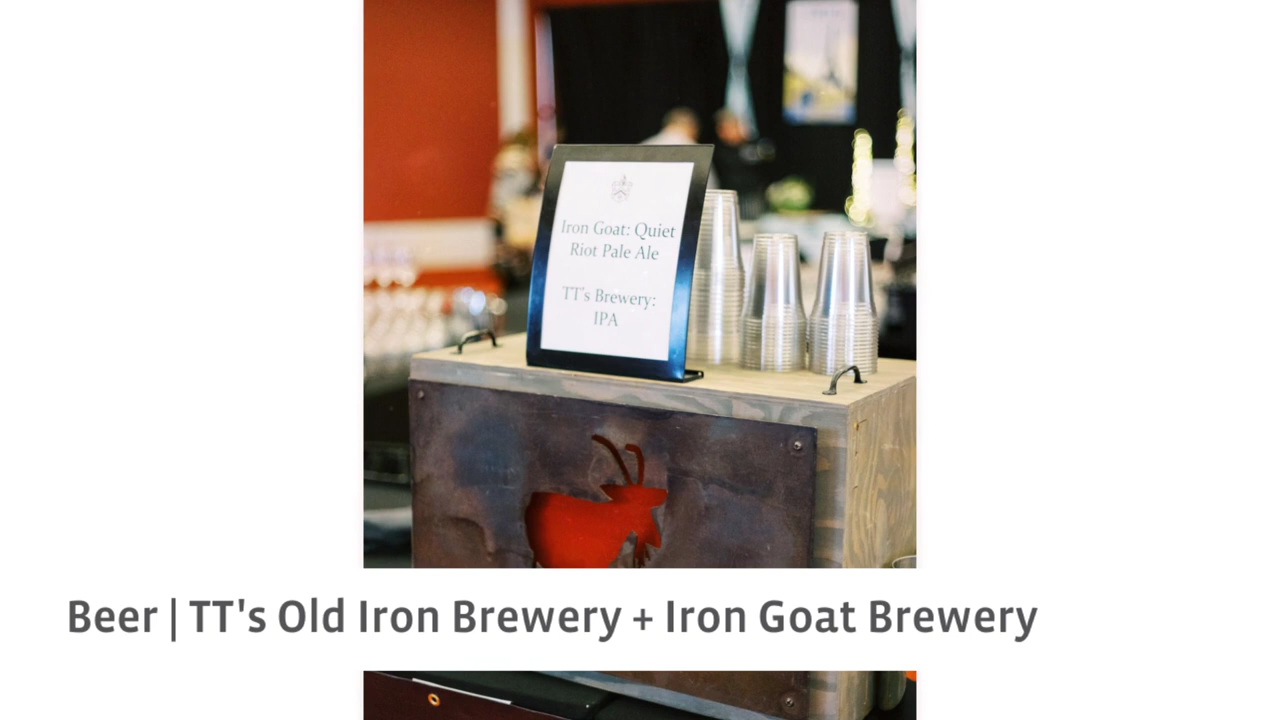 Iron Goat: Quiet
Riot Pale Ale
TT's Brewery:
IPA
Beer | TT's Old Iron Brewery + Iron Goat Brewery